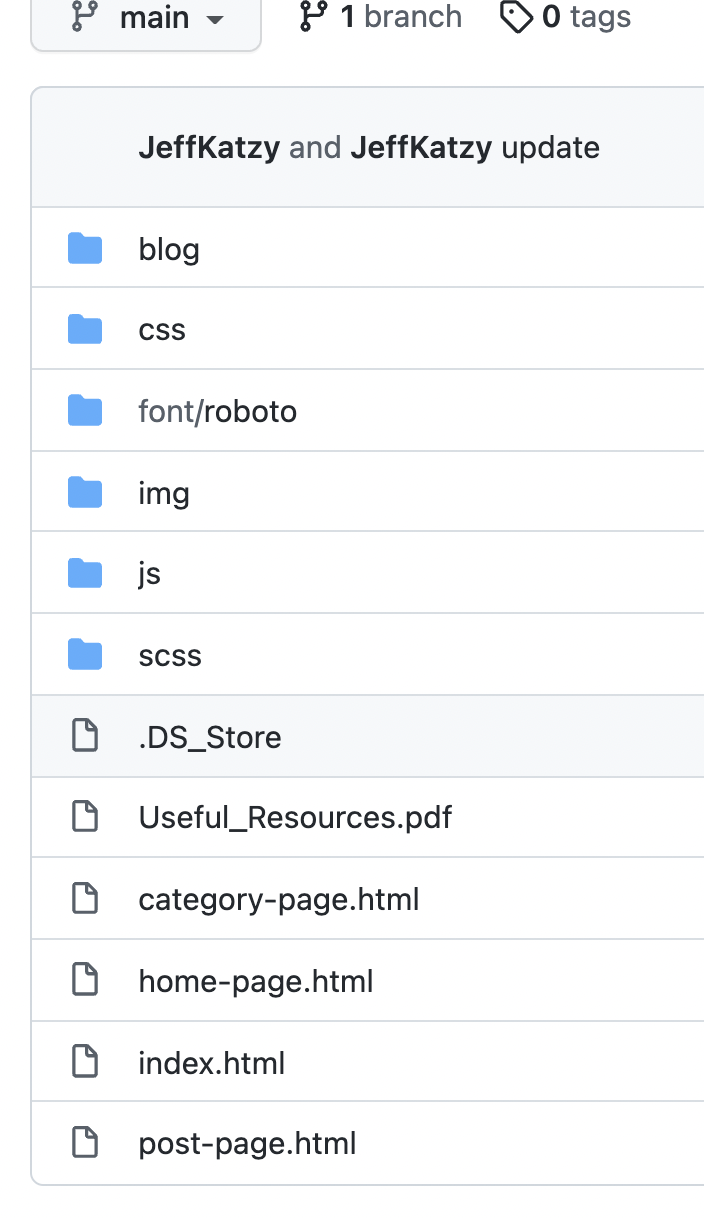 main 1 branch 0 tags
JeffKatzy and JeffKatzy update
blog
css
font/roboto
img
js
scss
.DS_Store
Useful_Resources.pdf
category-page.html
home-page.html
index.html
post-page.html